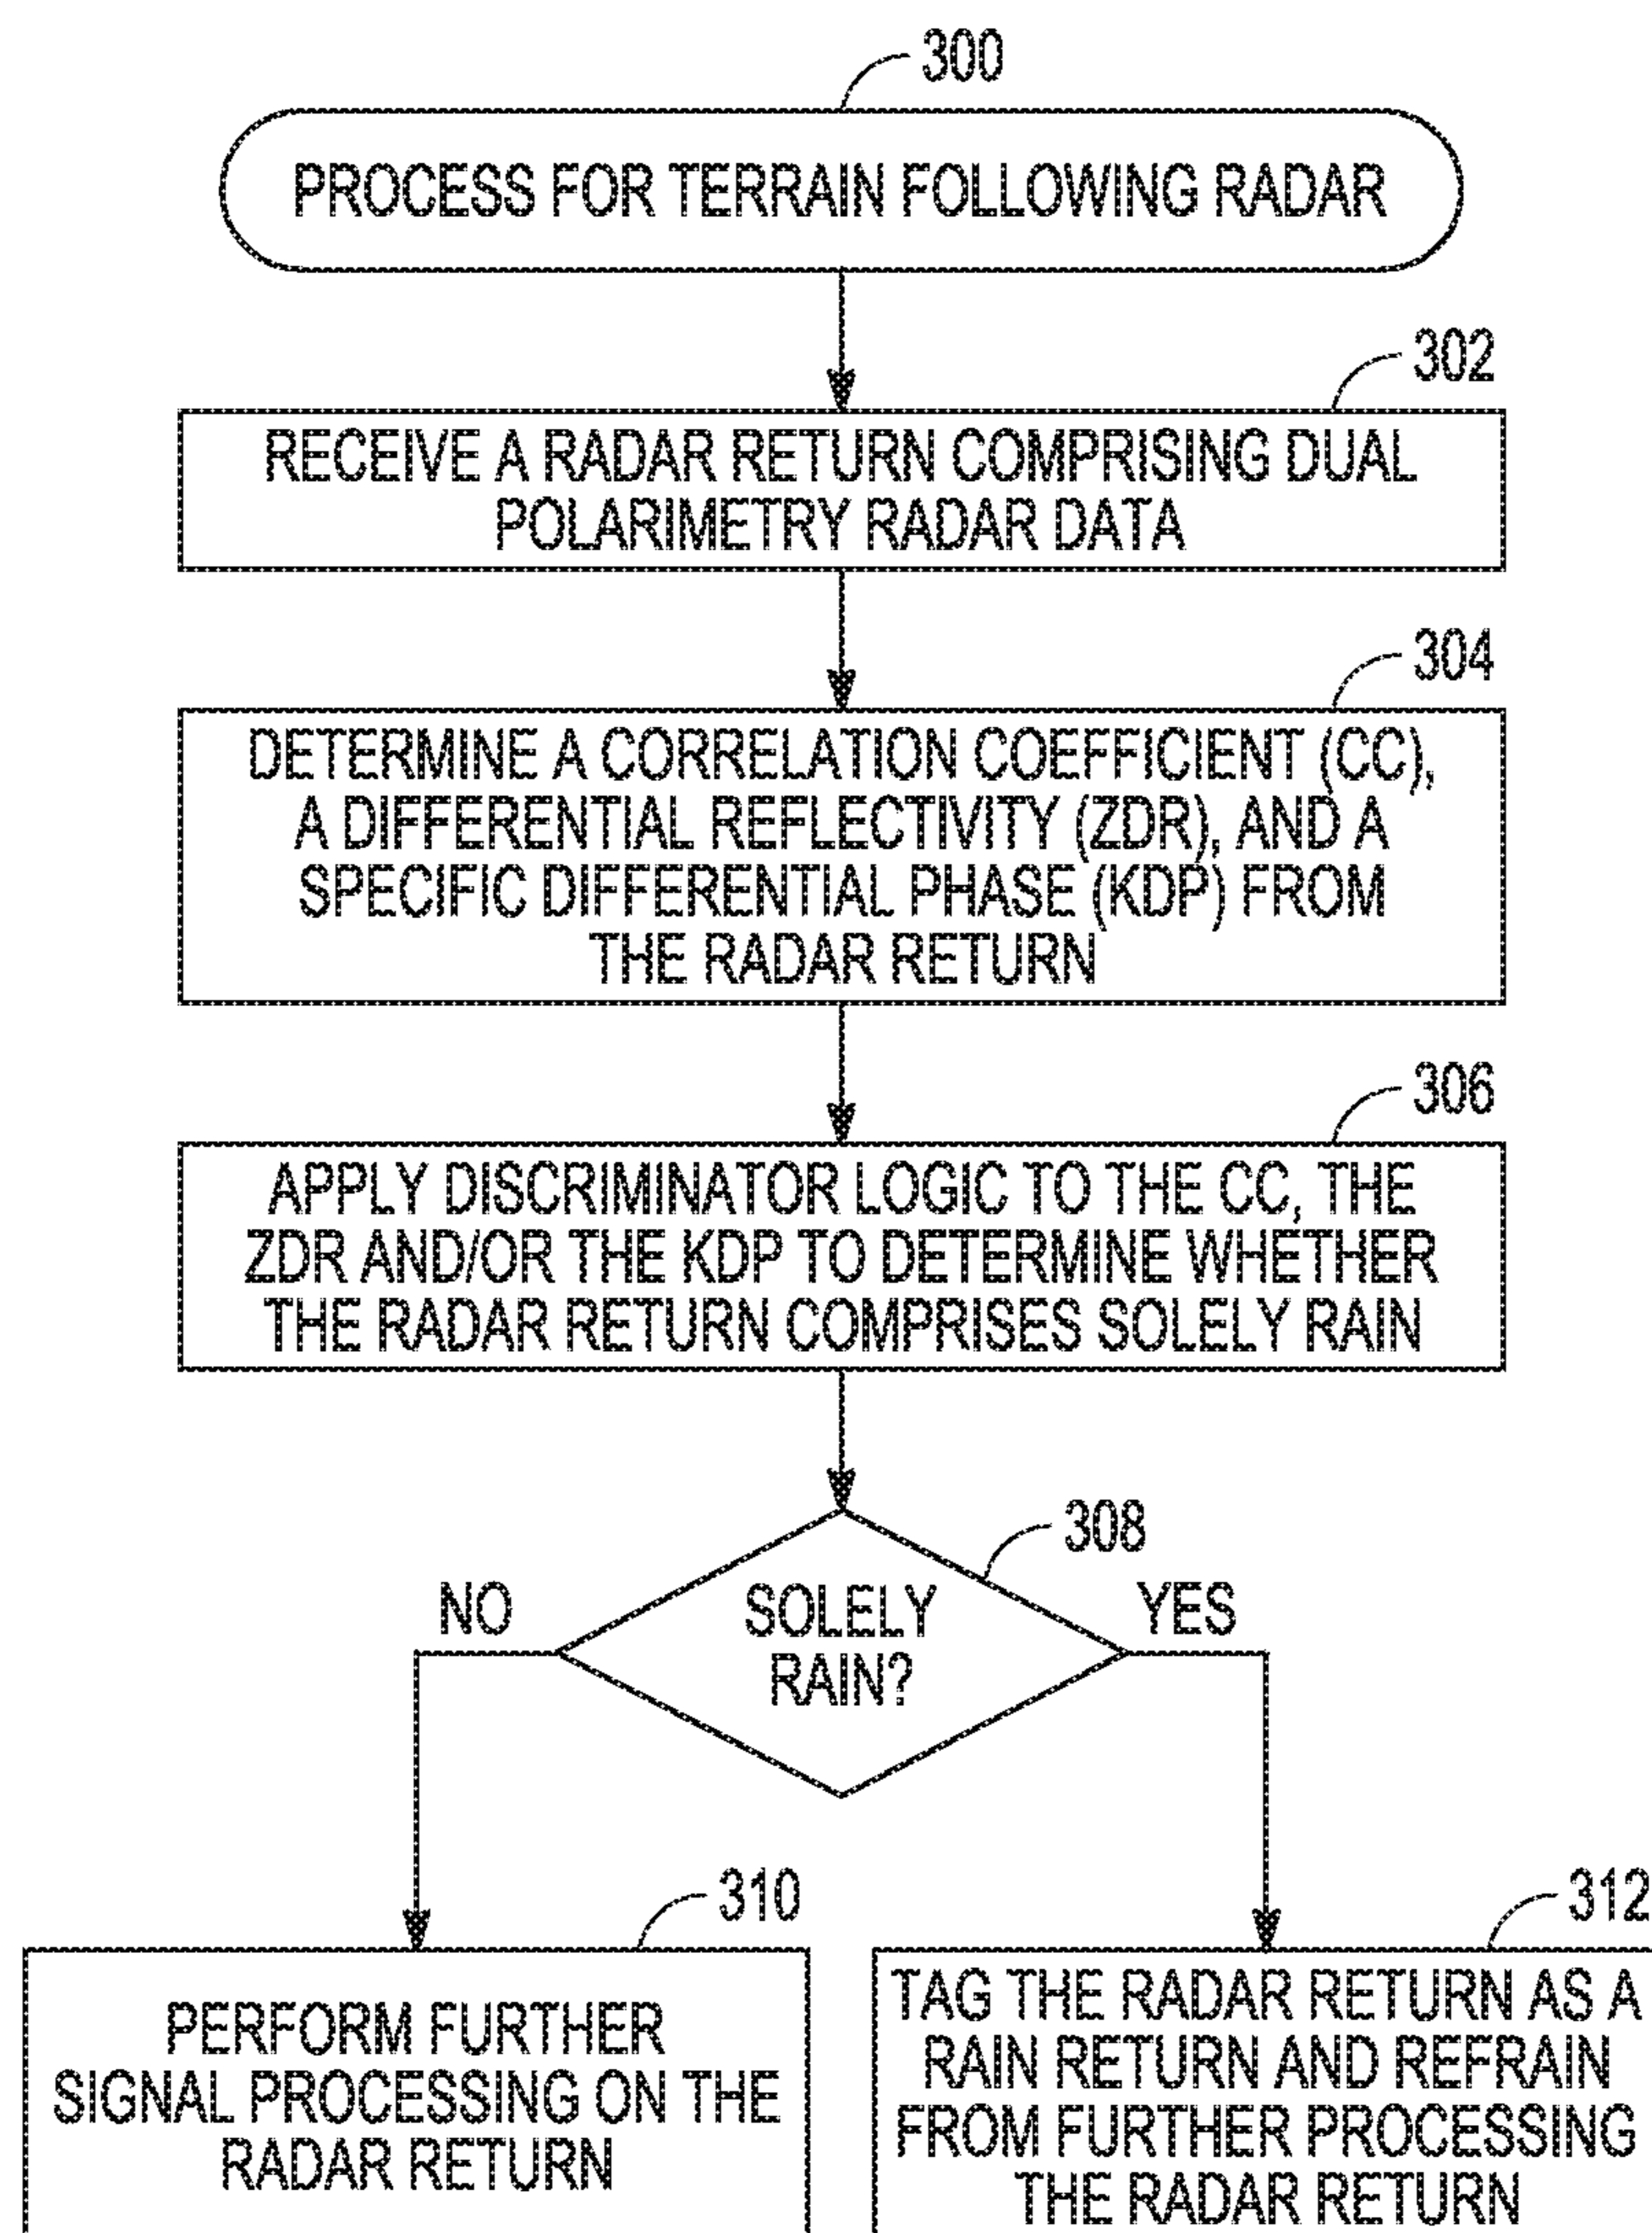 300
PROCESS FOR TERRAIN FOLLOWING RADAR
302
RECEIVE A RADAR RETURN COMPRISING DUAL
POLARIMETRY RADAR DATA
304
DETERMINE A CORRELATION COEFFICIENT (CC),
A DIFFERENTIAL REFLECTIVITY (ZDR), AND A
SPECIFIC DIFFERENTIAL PHASE (KDP) FROM
THE RADAR RETURN
306
APPLY DISCRIMINATOR LOGIC TO THE CC, THE
ZDR AND/OR THE KDP TO DETERMINE WHETHER
THE RADAR RETURN COMPRISES SOLELY RAIN
308
NO
SOLELY
RAIN?
YES
310
PERFORM FURTHER
SIGNAL PROCESSING ON THE
RADAR RETURN
312
TAG THE RADAR RETURN AS A
RAIN RETURN AND REFRAIN
FROM FURTHER PROCESSING
THE RADAR RETURN